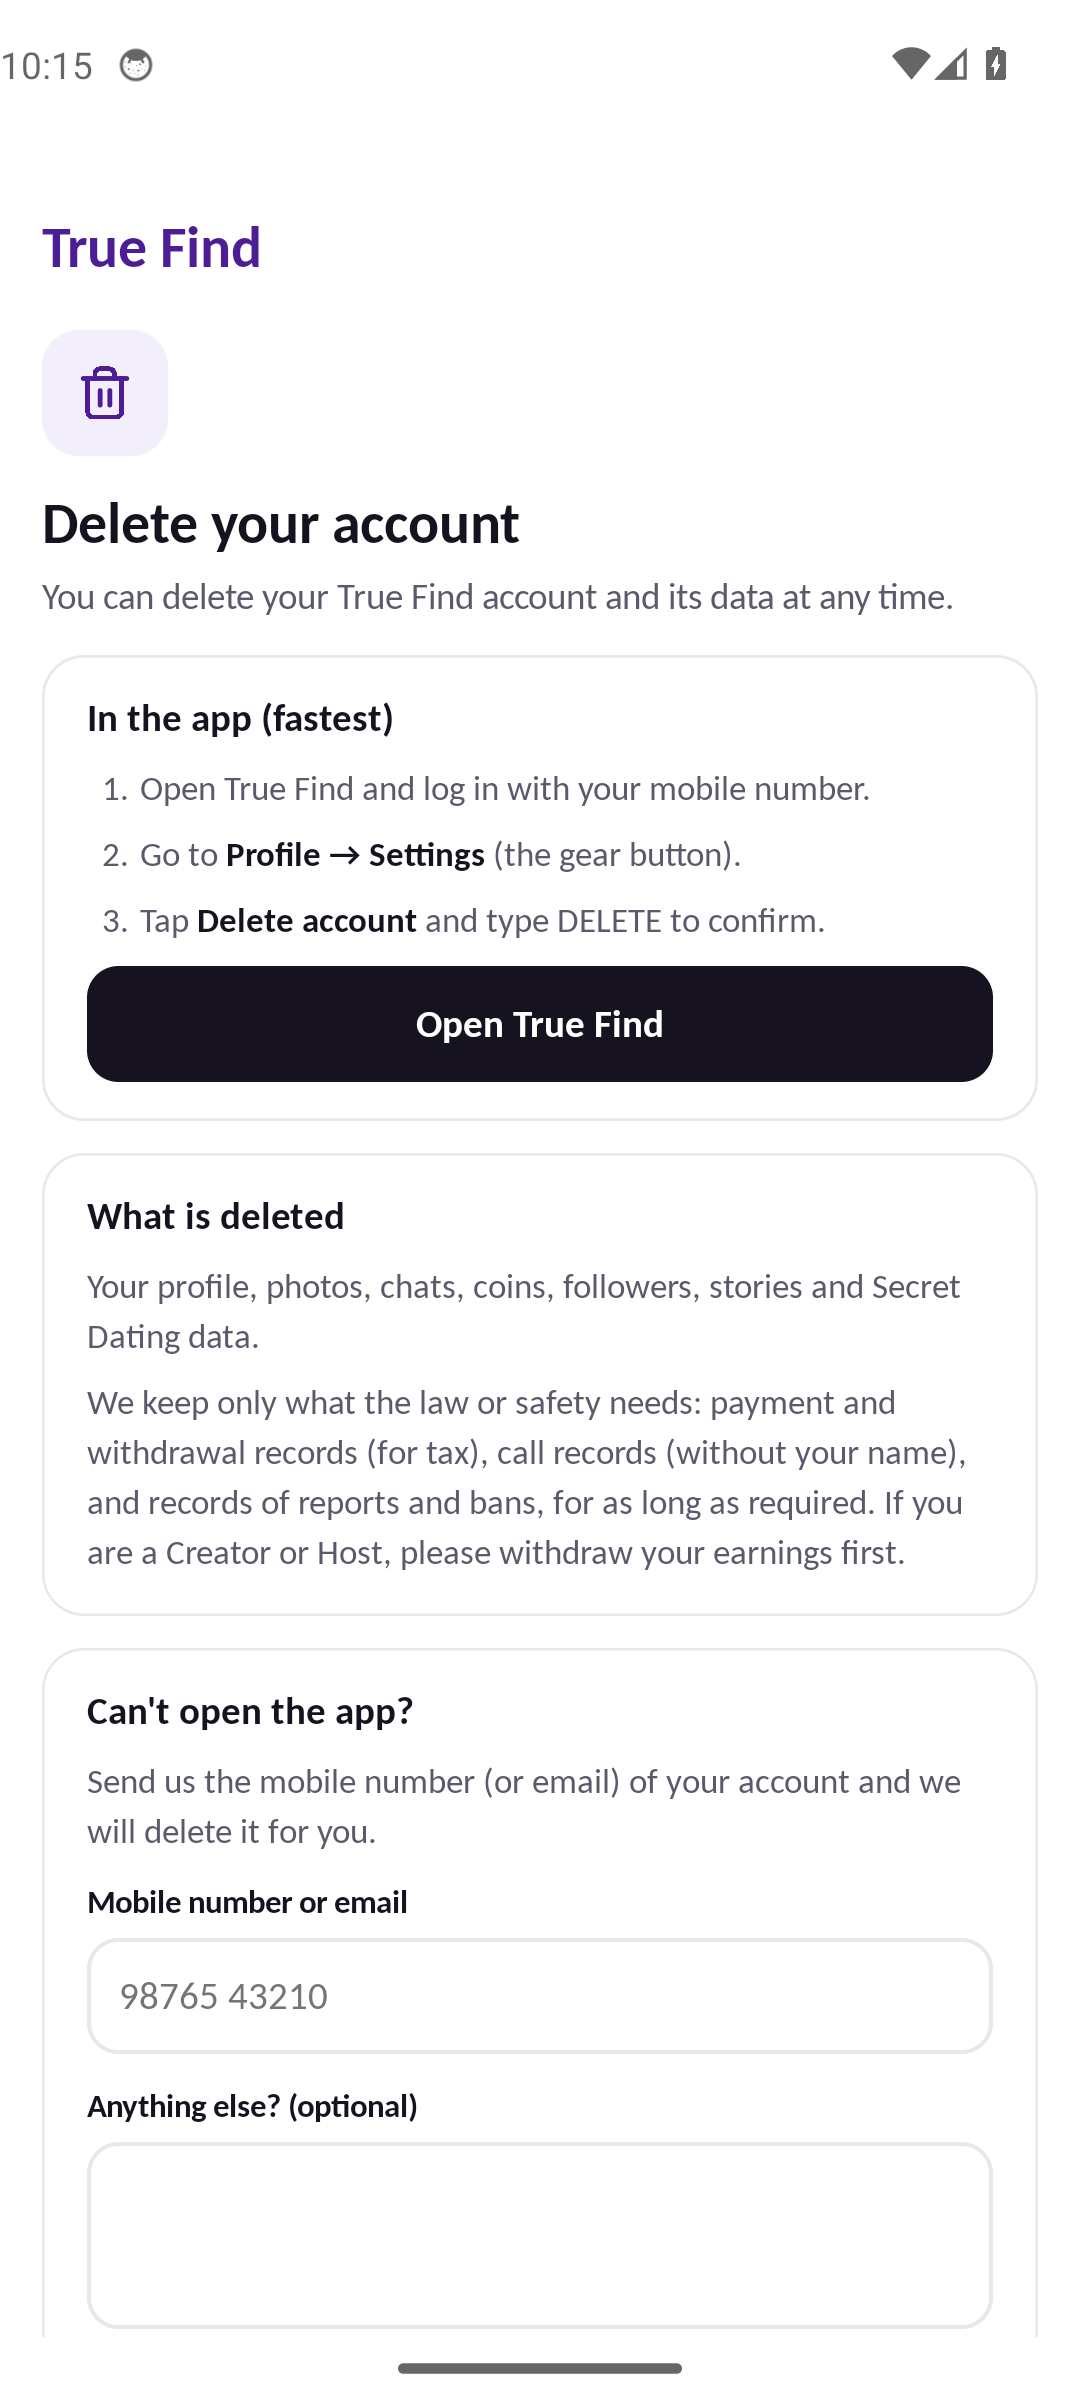 10:15
True Find
Delete your account
You can delete your True Find account and its data at any time.
In the app (fastest)
1. Open True Find and log in with your mobile number.
2. Go to Profile → Settings (the gear button).
3. Tap Delete account and type DELETE to confirm.
Open True Find
What is deleted
Your profile, photos, chats, coins, followers, stories and Secret
Dating data.
We keep only what the law or safety needs: payment and
withdrawal records (for tax), call records (without your name),
and records of reports and bans, for as long as required. If you
are a Creator or Host, please withdraw your earnings first.
Can't open the app?
Send us the mobile number (or email) of your account and we
will delete it for you.
Mobile number or email
98765 43210
Anything else? (optional)